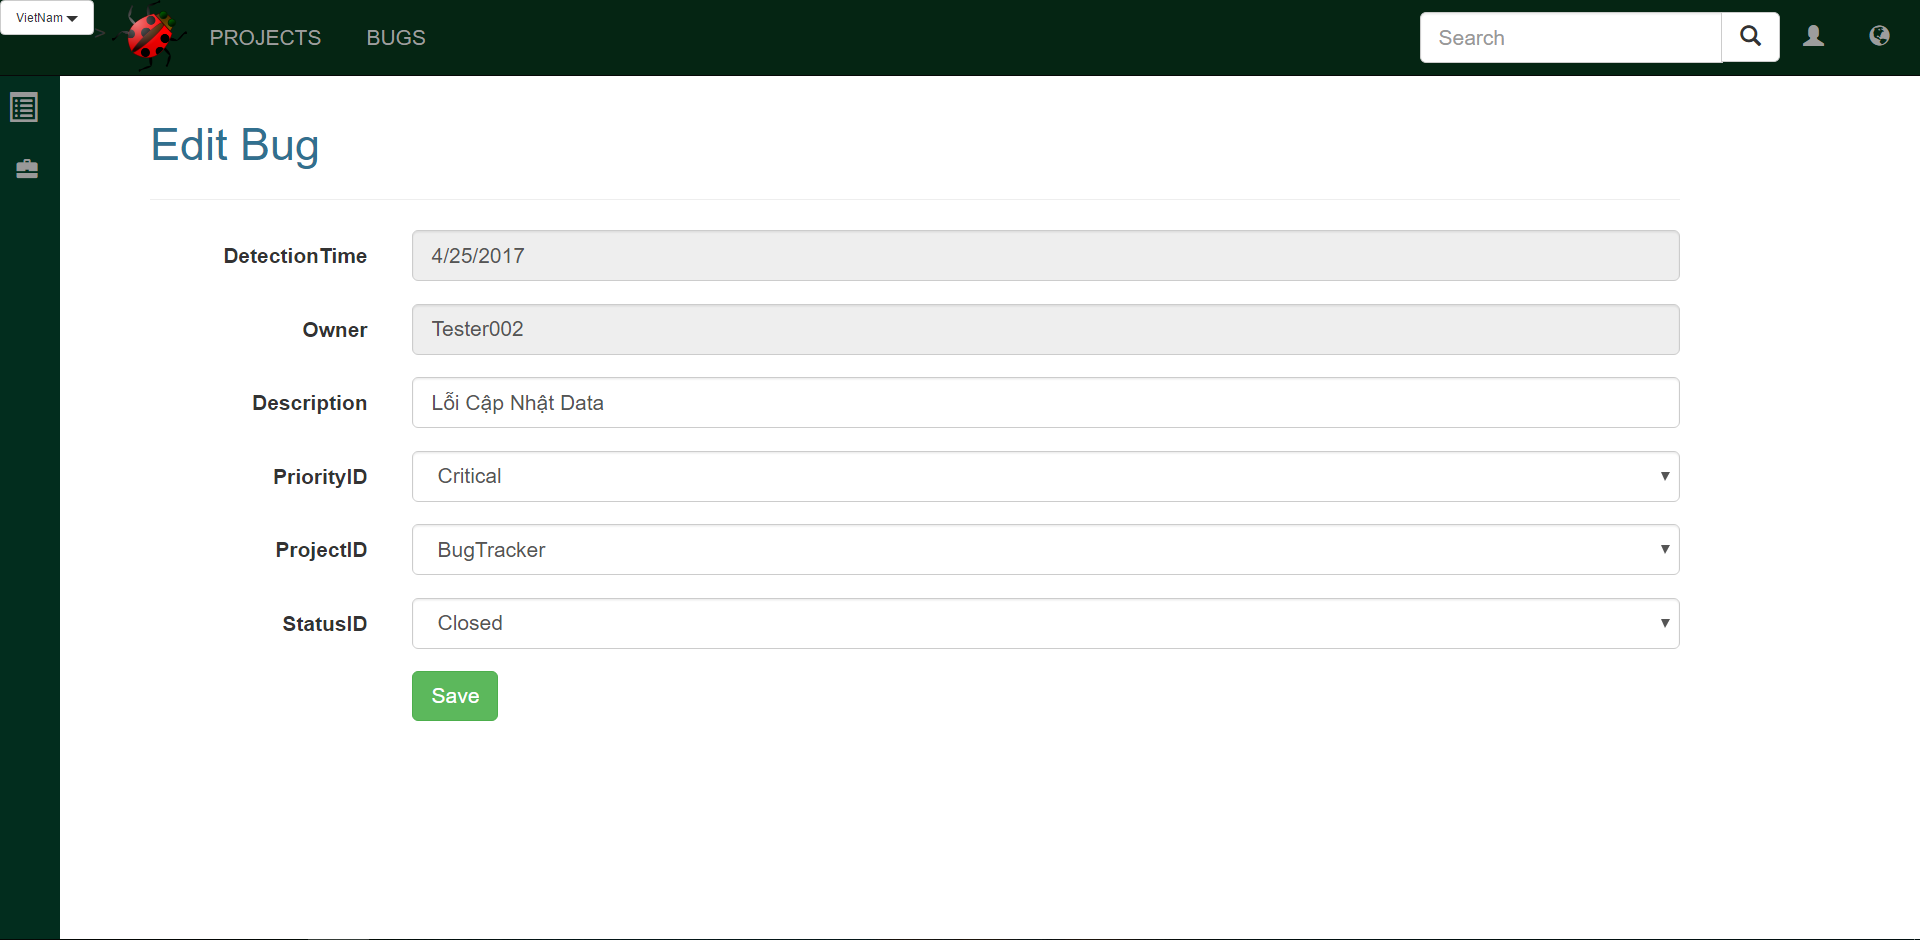 VietNam
>
PROJECTS BUGS Search
Edit Bug
DetectionTime 4/25/2017
Owner Tester002
Description Lỗi Cập Nhật Data
PriorityID Critical
ProjectID BugTracker
StatusID Closed
Save